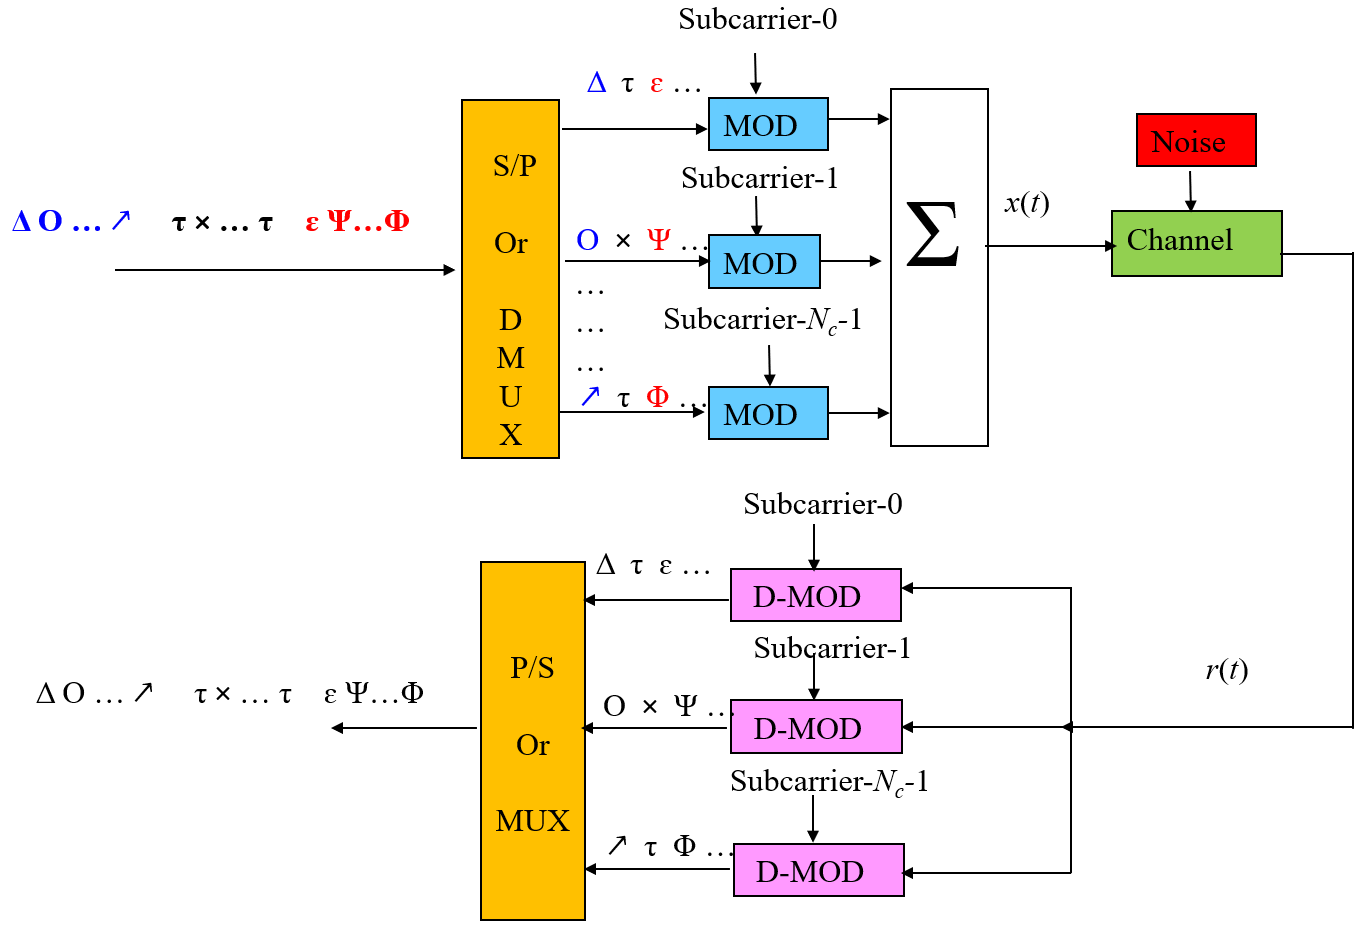 Subcarrier-0
Δ τ ε …
MOD
S/P
Or
D
M
U
X
Subcarrier-1
Δ Ο … ↗ τ × … τ ε Ψ…Φ
Ο × Ψ …
MOD
…
…
…
Subcarrier-Nc-1
↗ τ Φ …
MOD
∑
x(t)
Noise
Channel
Subcarrier-0
Δ τ ε …
D-MOD
Subcarrier-1
r(t)
P/S
Or
MUX
Δ Ο … ↗ τ × … τ ε Ψ…Φ
Ο × Ψ …
D-MOD
Subcarrier-Nc-1
↗ τ Φ …
D-MOD